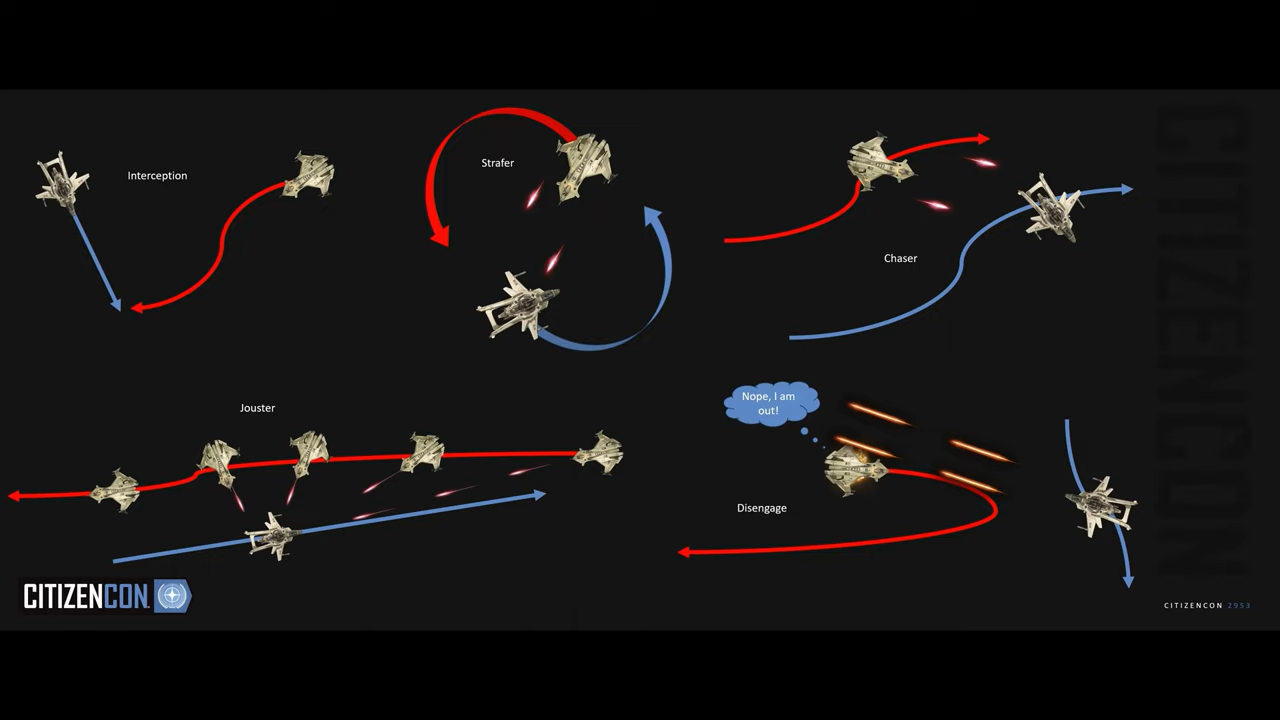 Interception
Strafer
Chaser
Jouster
Nope, I am
out!
Disengage
CITIZENCON
CITIZENCON 2953
CITIZENCON